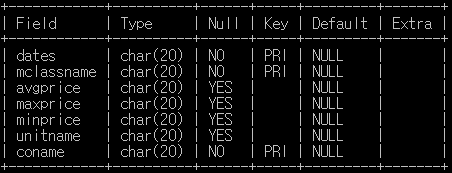 +------------+----------+------+-----+---------+-------+
| Field      | Type     | Null | Key | Default | Extra |
+------------+----------+------+-----+---------+-------+
| dates      | char(20) | NO   | PRI | NULL    |       |
| mclassname | char(20) | NO   | PRI | NULL    |       |
| avgprice   | char(20) | YES  |     | NULL    |       |
| maxprice   | char(20) | YES  |     | NULL    |       |
| minprice   | char(20) | YES  |     | NULL    |       |
| unitname   | char(20) | YES  |     | NULL    |       |
| coname     | char(20) | NO   | PRI | NULL    |       |
+------------+----------+------+-----+---------+-------+